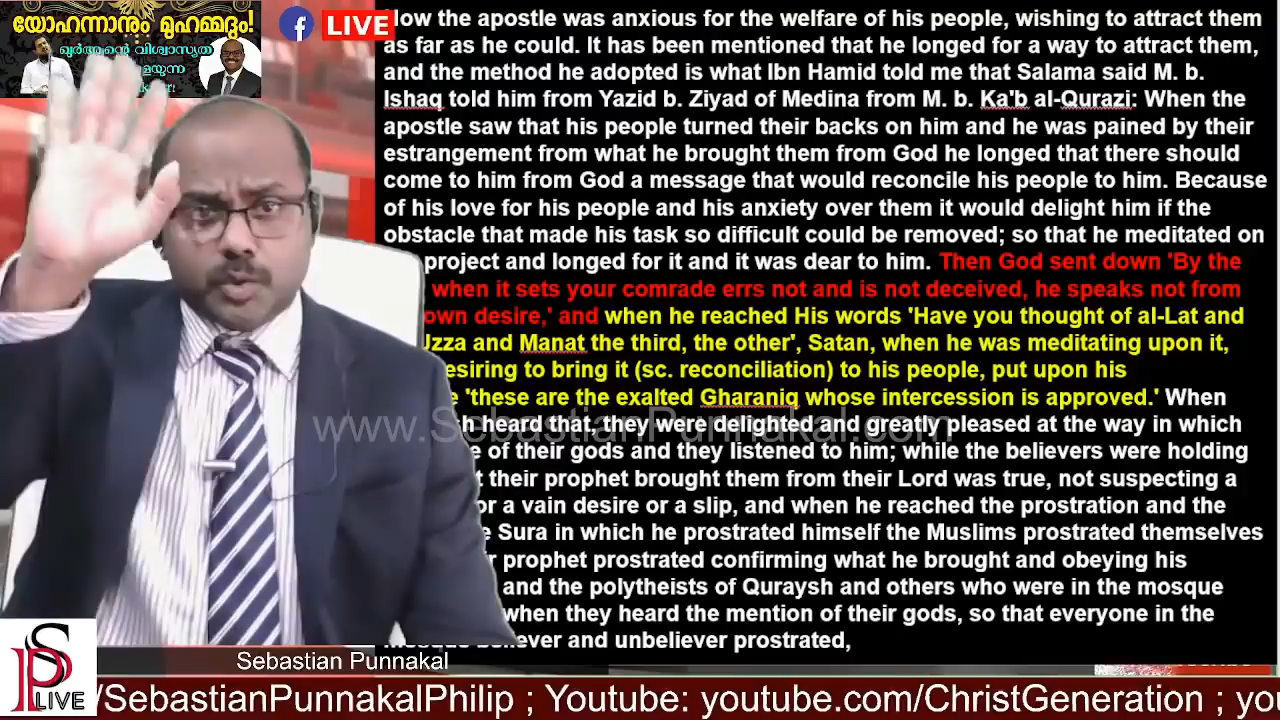 യോഹന്നാനും മുഹമ്മദും!
ഖുർആന്റെ വിശ്വാസ്യത
LIVE
Now the apostle was anxious for the welfare of his people, wishing to attract them
as far as he could. It has been mentioned that he longed for a way to attract them,
and the method he adopted is what Ibn Hamid told me that Salama said M. b.
Ishaq told him from Yazid b. Ziyad of Medina from M. b. Ka'b al-Qurazi: When the
apostle saw that his people turned their backs on him and he was pained by their
estrangement from what he brought them from God he longed that there should
come to him from God a message that would reconcile his people to him. Because
of his love for his people and his anxiety over them it would delight him if the
obstacle that made his task so difficult could be removed; so that he meditated on
project and longed for it and it was dear to him. Then God sent down 'By the
when it sets your comrade errs not and is not deceived, he speaks not from
own desire,' and when he reached His words 'Have you thought of al-Lat and
Uzza and Manat the third, the other', Satan, when he was meditating upon it,
desiring to bring it (sc. reconciliation) to his people, put upon his
'these are the exalted Gharaniq whose intercession is approved.' When
heard that, they were delighted and greatly pleased at the way in which
of their gods and they listened to him; while the believers were holding
their prophet brought them from their Lord was true, not suspecting a
or a vain desire or a slip, and when he reached the prostration and the
Sura in which he prostrated himself the Muslims prostrated themselves
prophet prostrated confirming what he brought and obeying his
and the polytheists of Quraysh and others who were in the mosque
when they heard the mention of their gods, so that everyone in the
believer and unbeliever prostrated,
www.SebastianPunnakal.com
Sebastian Punnakal
SP LIVE
/SebastianPunnakalPhilip ; Youtube: youtube.com/ChristGeneration ; yo